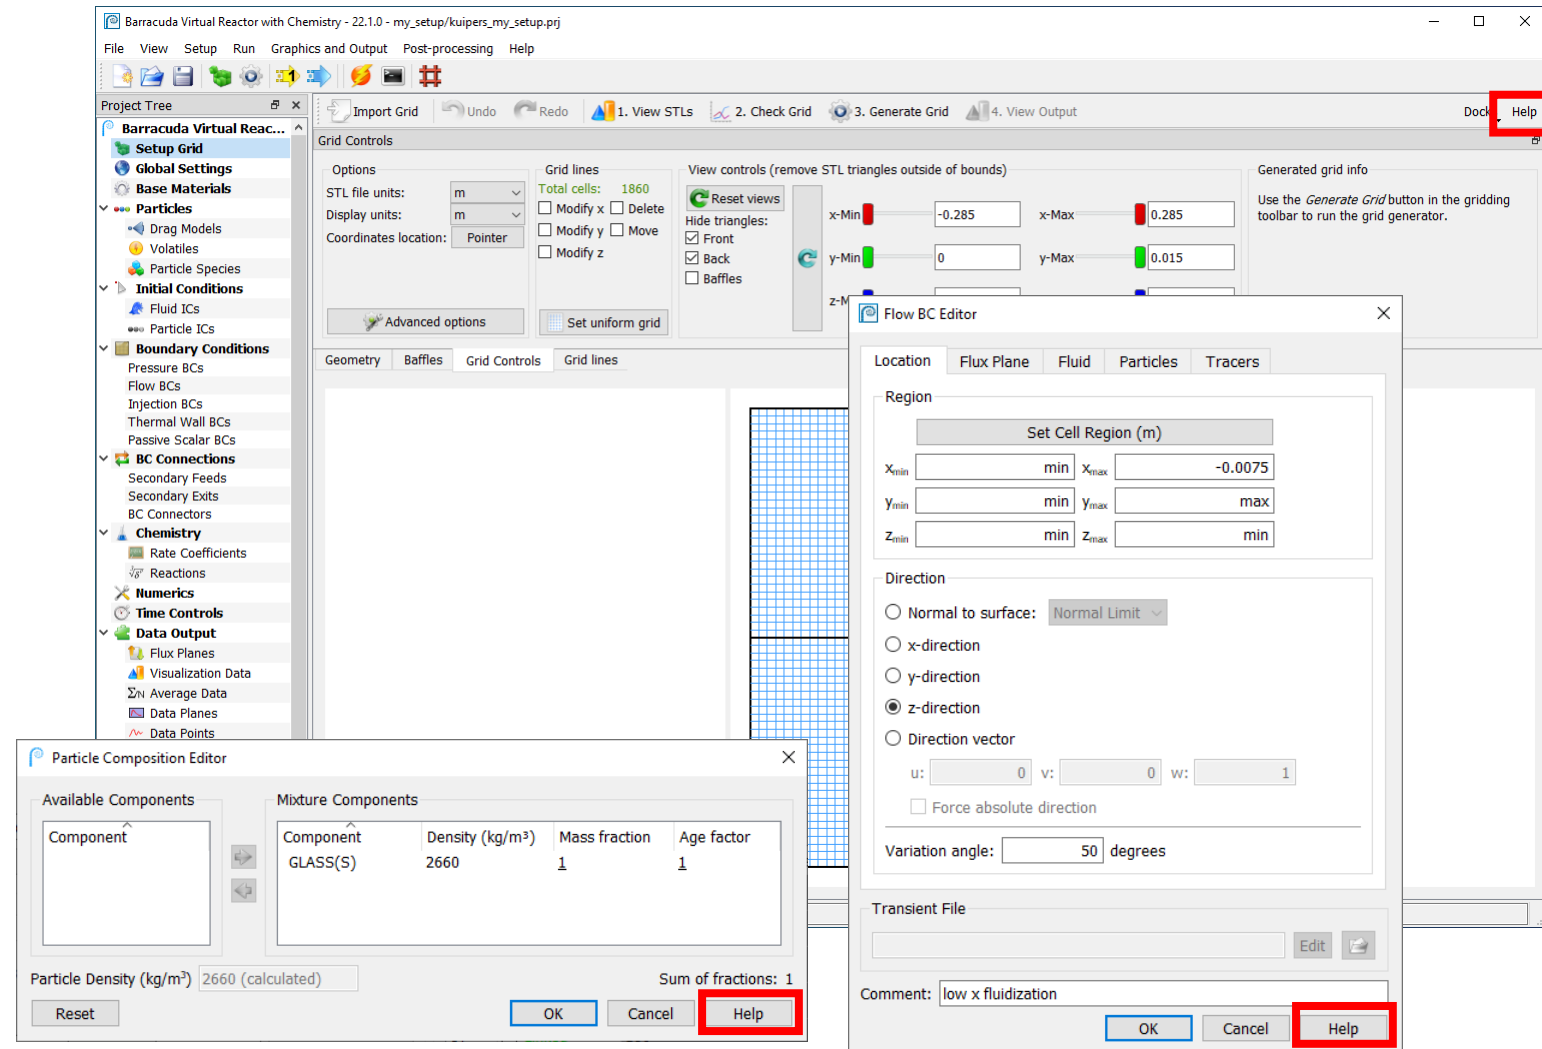 Barracuda Virtual Reactor with Chemistry - 22.1.0 - my_setup/kuipers_my_setup.prj
File View Setup Run Graphics and Output Post-processing Help
1
Project Tree
Barracuda Virtual Reac...
Setup Grid
Global Settings
Base Materials
Particles
Drag Models
Volatiles
Particle Species
Initial Conditions
Fluid ICs
Particle ICs
Boundary Conditions
Pressure BCs
Flow BCs
Injection BCs
Thermal Wall BCs
Passive Scalar BCs
BC Connections
Secondary Feeds
Secondary Exits
BC Connectors
Chemistry
Rate Coefficients
Reactions
Numerics
Time Controls
Data Output
Flux Planes
Visualization Data
Average Data
Data Planes
Data Points
Import Grid Undo Redo 1. View STLs 2. Check Grid 3. Generate Grid 4. View Output Dock Help
Grid Controls
Options
STL file units: m
Display units: m
Coordinates location: Pointer
Advanced options
Grid lines
Total cells: 1860
Modify x Delete
Modify y Move
Modify z
Set uniform grid
View controls (remove STL triangles outside of bounds)
Reset views
Hide triangles:
Front
Back
Baffles
x-Min -0.285 x-Max 0.285
y-Min 0 y-Max 0.015
Generated grid info
Use the Generate Grid button in the gridding
toolbar to run the grid generator.
Geometry Baffles Grid Controls Grid lines
Flow BC Editor
Location Flux Plane Fluid Particles Tracers
Region
Set Cell Region (m)
xmin min xmax -0.0075
ymin min ymax max
zmin min zmax min
Direction
Normal to surface: Normal Limit
x-direction
y-direction
z-direction
Direction vector
u: 0 v: 0 w: 1
Force absolute direction
Variation angle: 50 degrees
Transient File
Edit
Comment: low x fluidization
OK Cancel Help
Particle Composition Editor
Available Components
Component
Mixture Components
Component Density (kg/m³) Mass fraction Age factor
GLASS(S) 2660 1 1
Particle Density (kg/m³) 2660 (calculated) Sum of fractions: 1
Reset OK Cancel Help